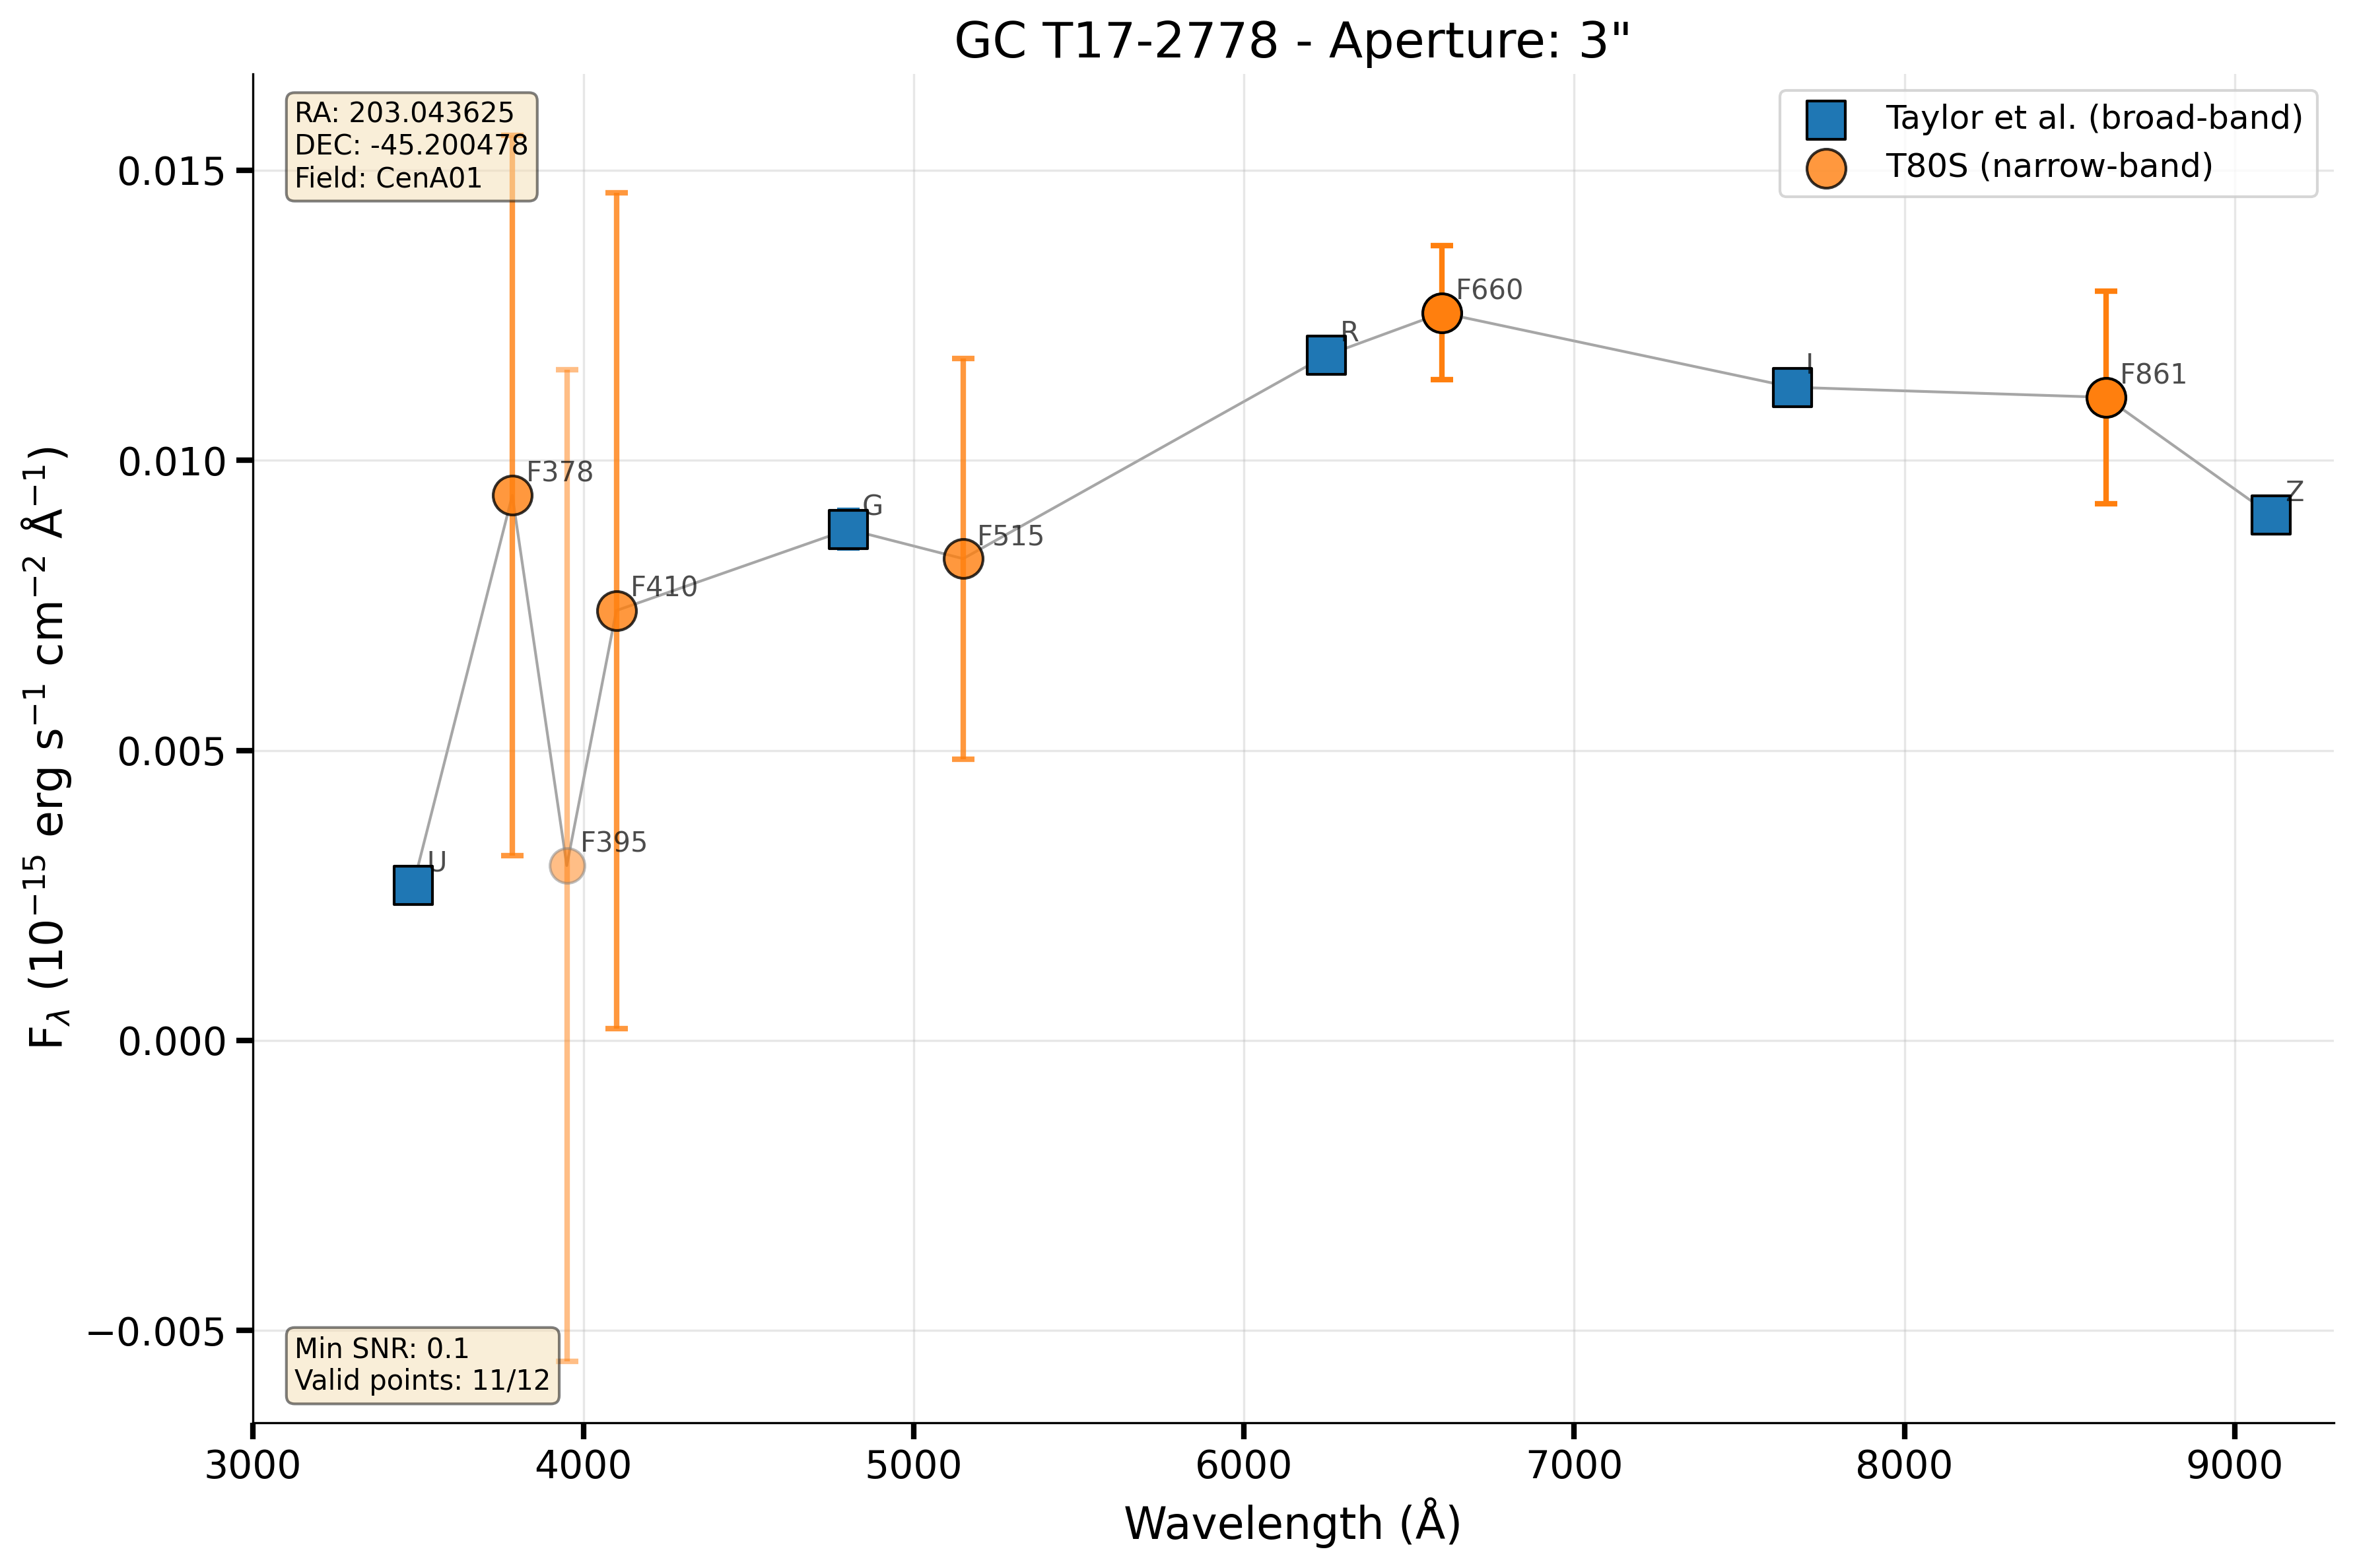 GC T17-2778 - Aperture: 3"
RA: 203.043625
DEC: -45.200478
Field: CenA01
Taylor et al. (broad-band)
T80S (narrow-band)
F$_{\lambda}$ (10$^{-15}$ erg s$^{-1}$ cm$^{-2}$ Å$^{-1}$)
0.015
0.010
0.005
0.000
−0.005
U
F378
F395
F410
G
F515
R
F660
I
F861
Z
Min SNR: 0.1
Valid points: 11/12
3000 4000 5000 6000 7000 8000 9000
Wavelength (Å)